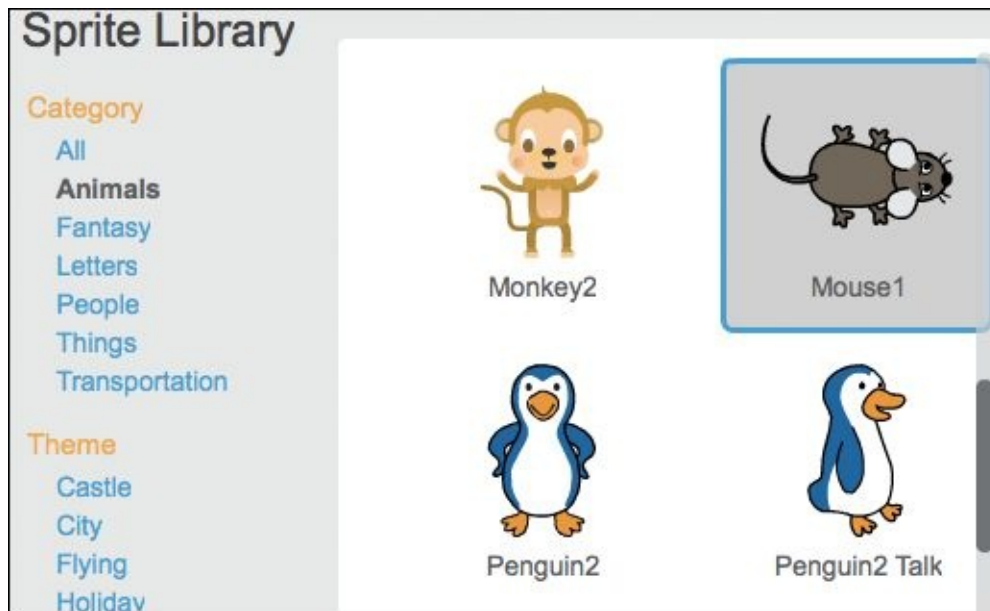 Sprite Library
Category
All
Animals
Fantasy
Letters
People
Things
Transportation
Theme
Castle
City
Flying
Holiday
Monkey2
Mouse1
Penguin2
Penguin2 Talk